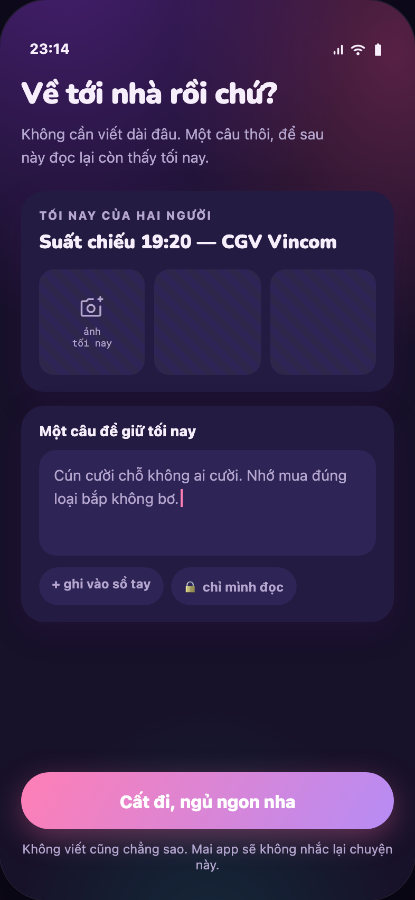 23:14
Về tới nhà rồi chứ?
Không cần viết dài đâu. Một câu thôi, để sau
này đọc lại còn thấy tối nay.
TỐI NAY CỦA HAI NGƯỜI
Suất chiếu 19:20 — CGV Vincom
ảnh
tối nay
Một câu để giữ tối nay
Cún cười chỗ không ai cười. Nhớ mua đúng
loại bắp không bơ.
+ ghi vào sổ tay
🔒 chỉ mình đọc
Cất đi, ngủ ngon nha
Không viết cũng chẳng sao. Mai app sẽ không nhắc lại chuyện
này.